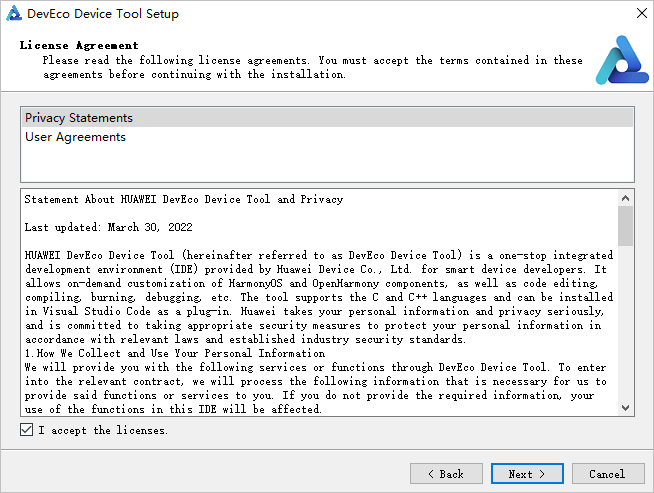 DevEco Device Tool Setup
License Agreement
Please read the following license agreements. You must accept the terms contained in these
agreements before continuing with the installation.
Privacy Statements
User Agreements
Statement About HUAWEI DevEco Device Tool and Privacy
Last updated: March 30, 2022
HUAWEI DevEco Device Tool (hereinafter referred to as DevEco Device Tool) is a one-stop integrated
development environment (IDE) provided by Huawei Device Co., Ltd. for smart device developers. It
allows on-demand customization of HarmonyOS and OpenHarmony components, as well as code editing,
compiling, burning, debugging, etc. The tool supports the C and C++ languages and can be installed
in Visual Studio Code as a plug-in. Huawei takes your personal information and privacy seriously,
and is committed to taking appropriate security measures to protect your personal information in
accordance with relevant laws and established industry security standards.
1.How We Collect and Use Your Personal Information
We will provide you with the following services or functions through DevEco Device Tool. To enter
into the relevant contract, we will process the following information that is necessary for us to
provide said functions or services to you. If you do not provide the required information, your
use of the functions in this IDE will be affected.
I accept the licenses.
< Back
Next >
Cancel